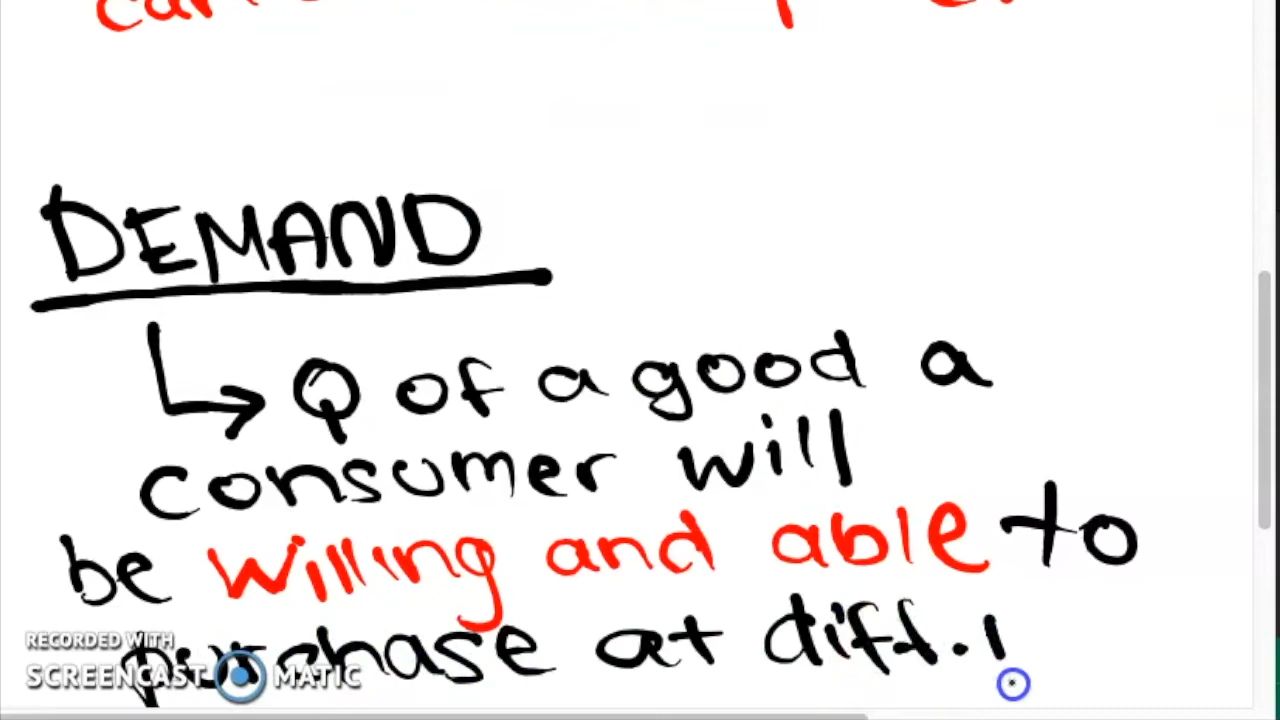 DEMAND
Q of a good a
consumer will
be willing and able to
purchase at diff.
RECORDED WITH
SCREENCAST MATIC